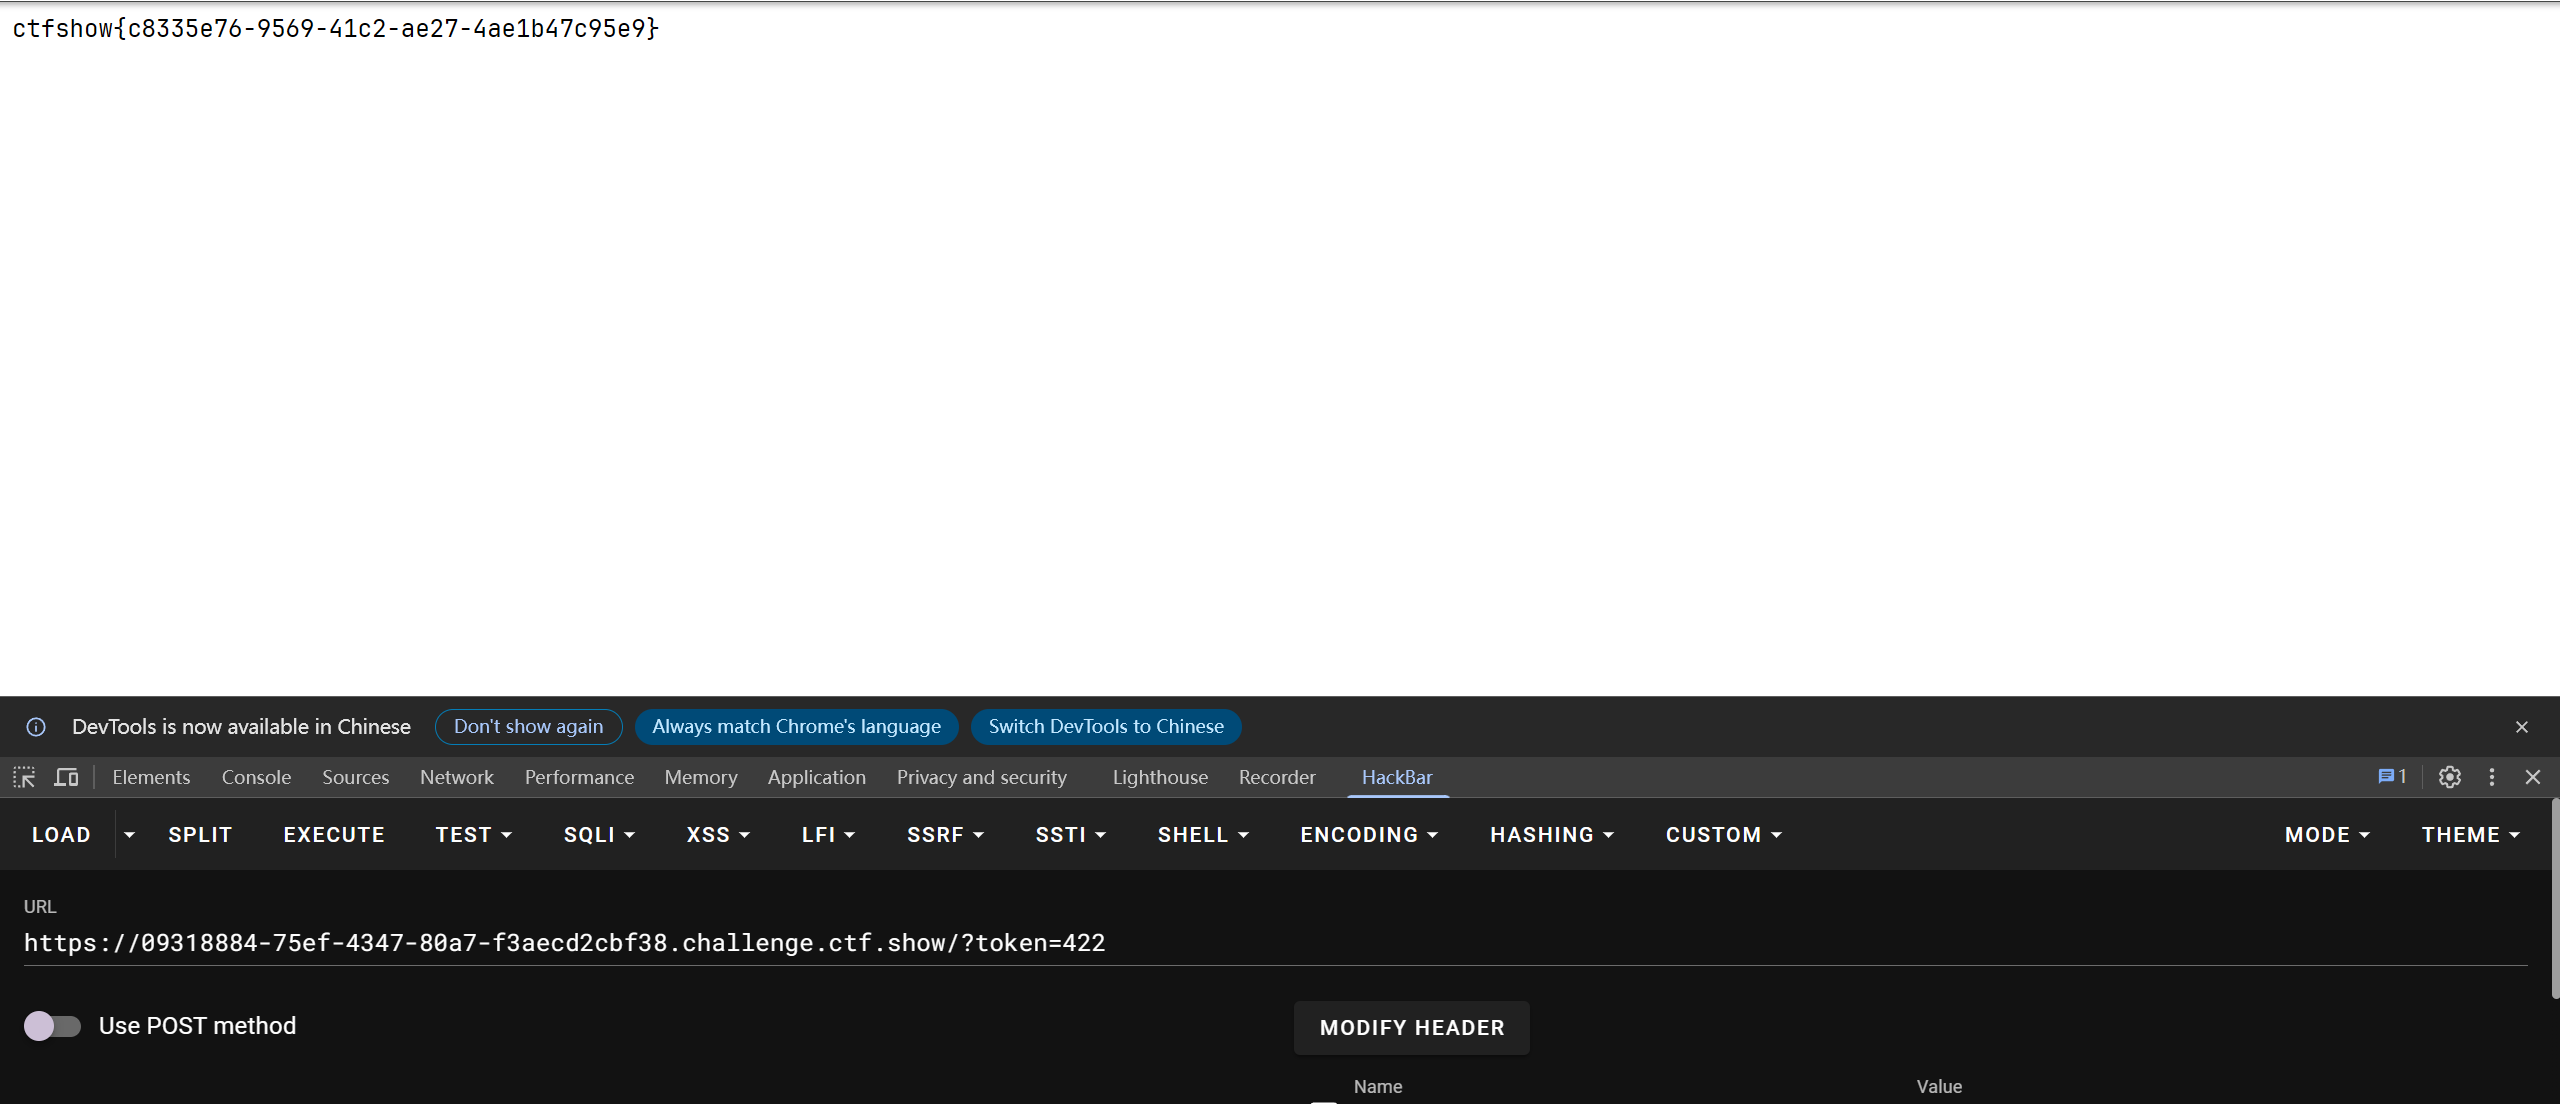 ctfshow{c8335e76-9569-41c2-ae27-4ae1b47c95e9}
DevTools is now available in Chinese Don't show again Always match Chrome's language Switch DevTools to Chinese
Elements Console Sources Network Performance Memory Application Privacy and security Lighthouse Recorder HackBar 1
LOAD SPLIT EXECUTE TEST SQLI XSS LFI SSRF SSTI SHELL ENCODING HASHING CUSTOM MODE THEME
URL
https://09318884-75ef-4347-80a7-f3aecd2cbf38.challenge.ctf.show/?token=422
Use POST method MODIFY HEADER
Name Value